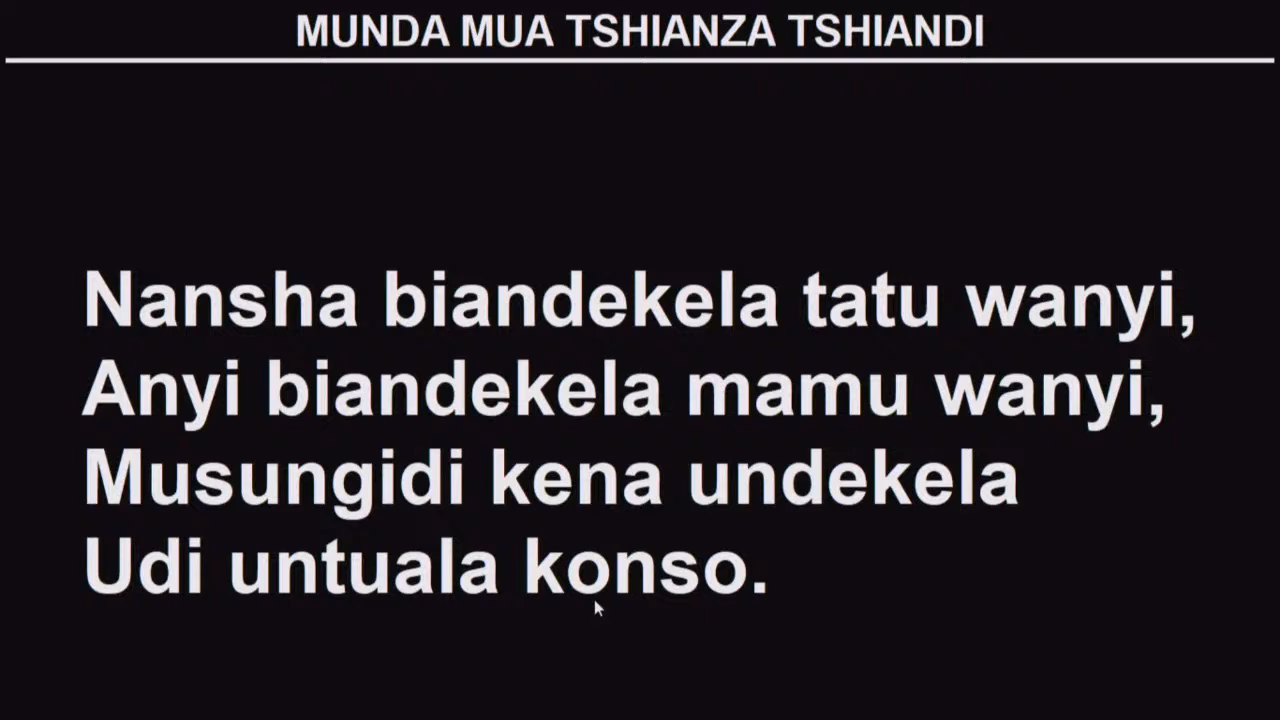 MUNDA MUA TSHIANZA TSHIANDI
Nansha biandekela tatu wanyi,
Anyi biandekela mamu wanyi,
Musungidi kena undekela
Udi untuala konso.